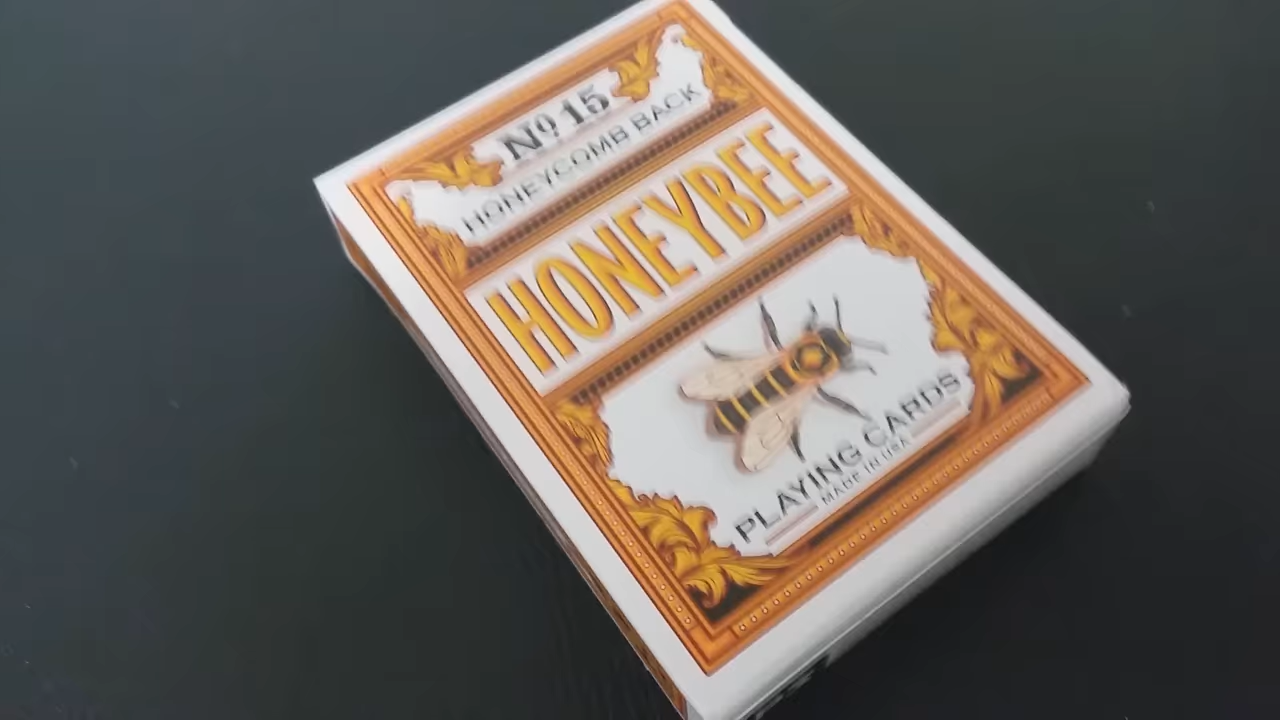 Nº 15
HONEYCOMB BACK
HONEYBEE
PLAYING CARDS
MADE IN USA